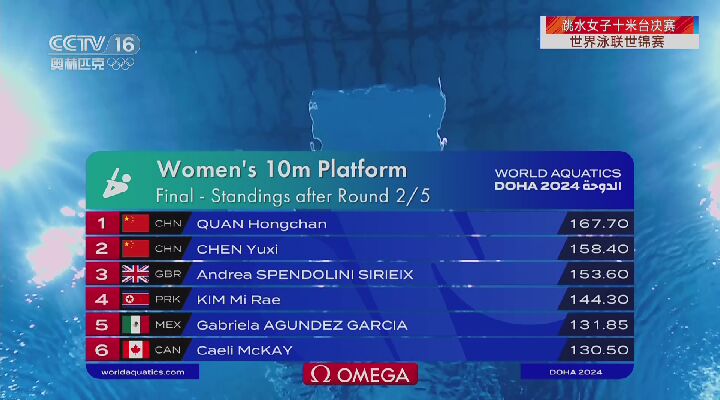 CCTV 16
奥林匹克
跳水女子十米台决赛
世界泳联世锦赛
Women's 10m Platform
Final - Standings after Round 2/5
WORLD AQUATICS
DOHA 2024 الدوحة
1 CHN QUAN Hongchan 167.70
2 CHN CHEN Yuxi 158.40
3 GBR Andrea SPENDOLINI SIRIEIX 153.60
4 PRK KIM Mi Rae 144.30
5 MEX Gabriela AGUNDEZ GARCIA 131.85
6 CAN Caeli McKAY 130.50
worldaquatics.com
Ω OMEGA
DOHA 2024